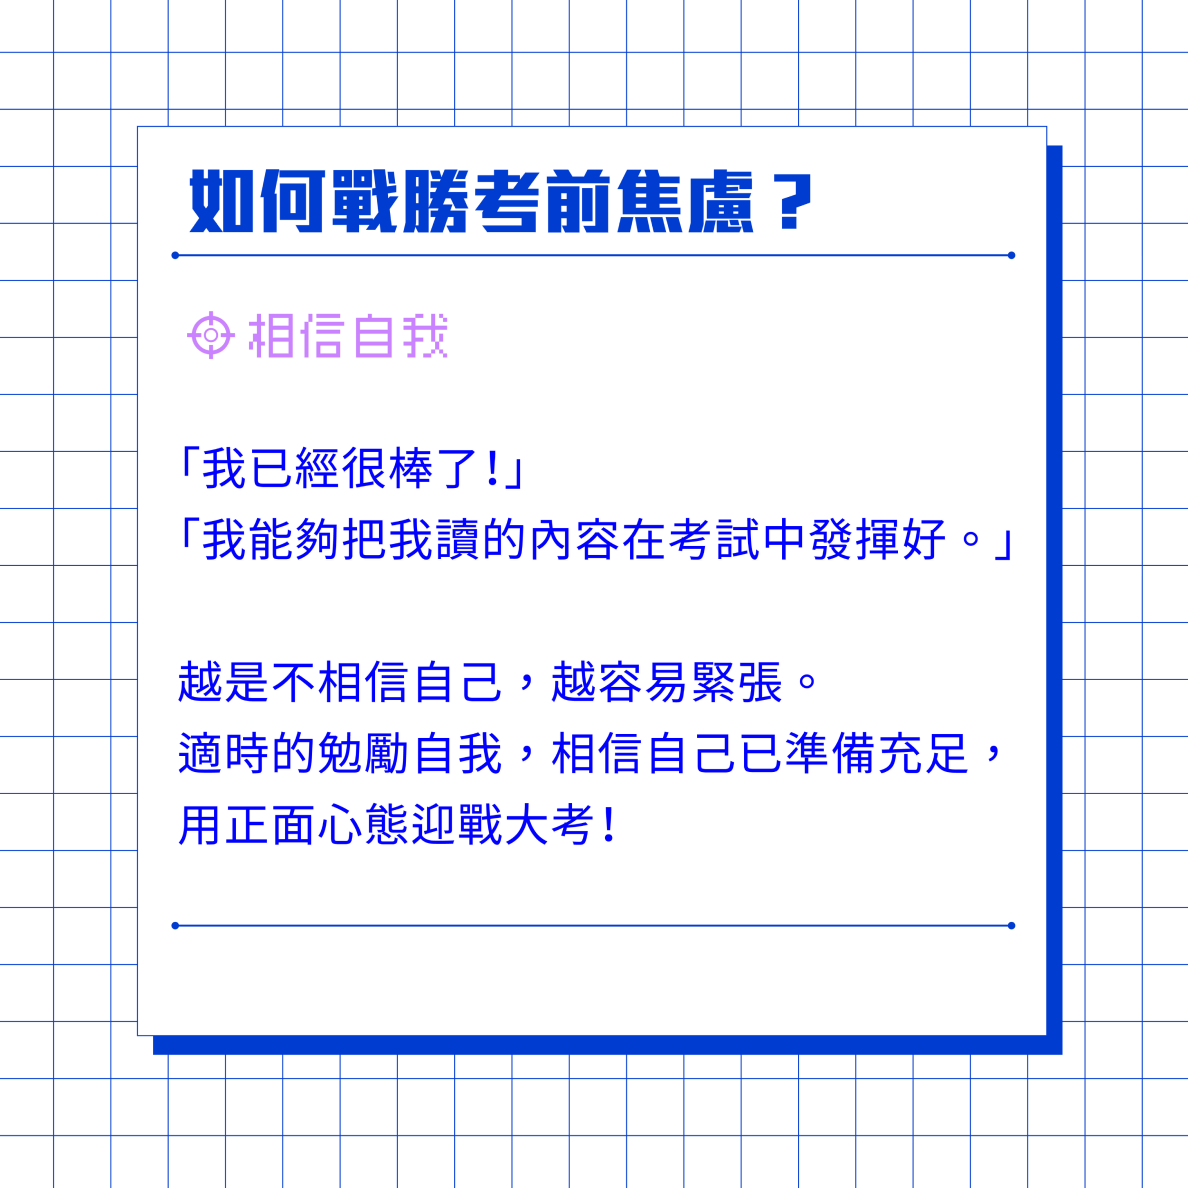 如何戰勝考前焦慮？
相信自我
「我已經很棒了！」
「我能夠把我讀的內容在考試中發揮好。」
越是不相信自己，越容易緊張。
適時的勉勵自我，相信自己已準備充足，
用正面心態迎戰大考！